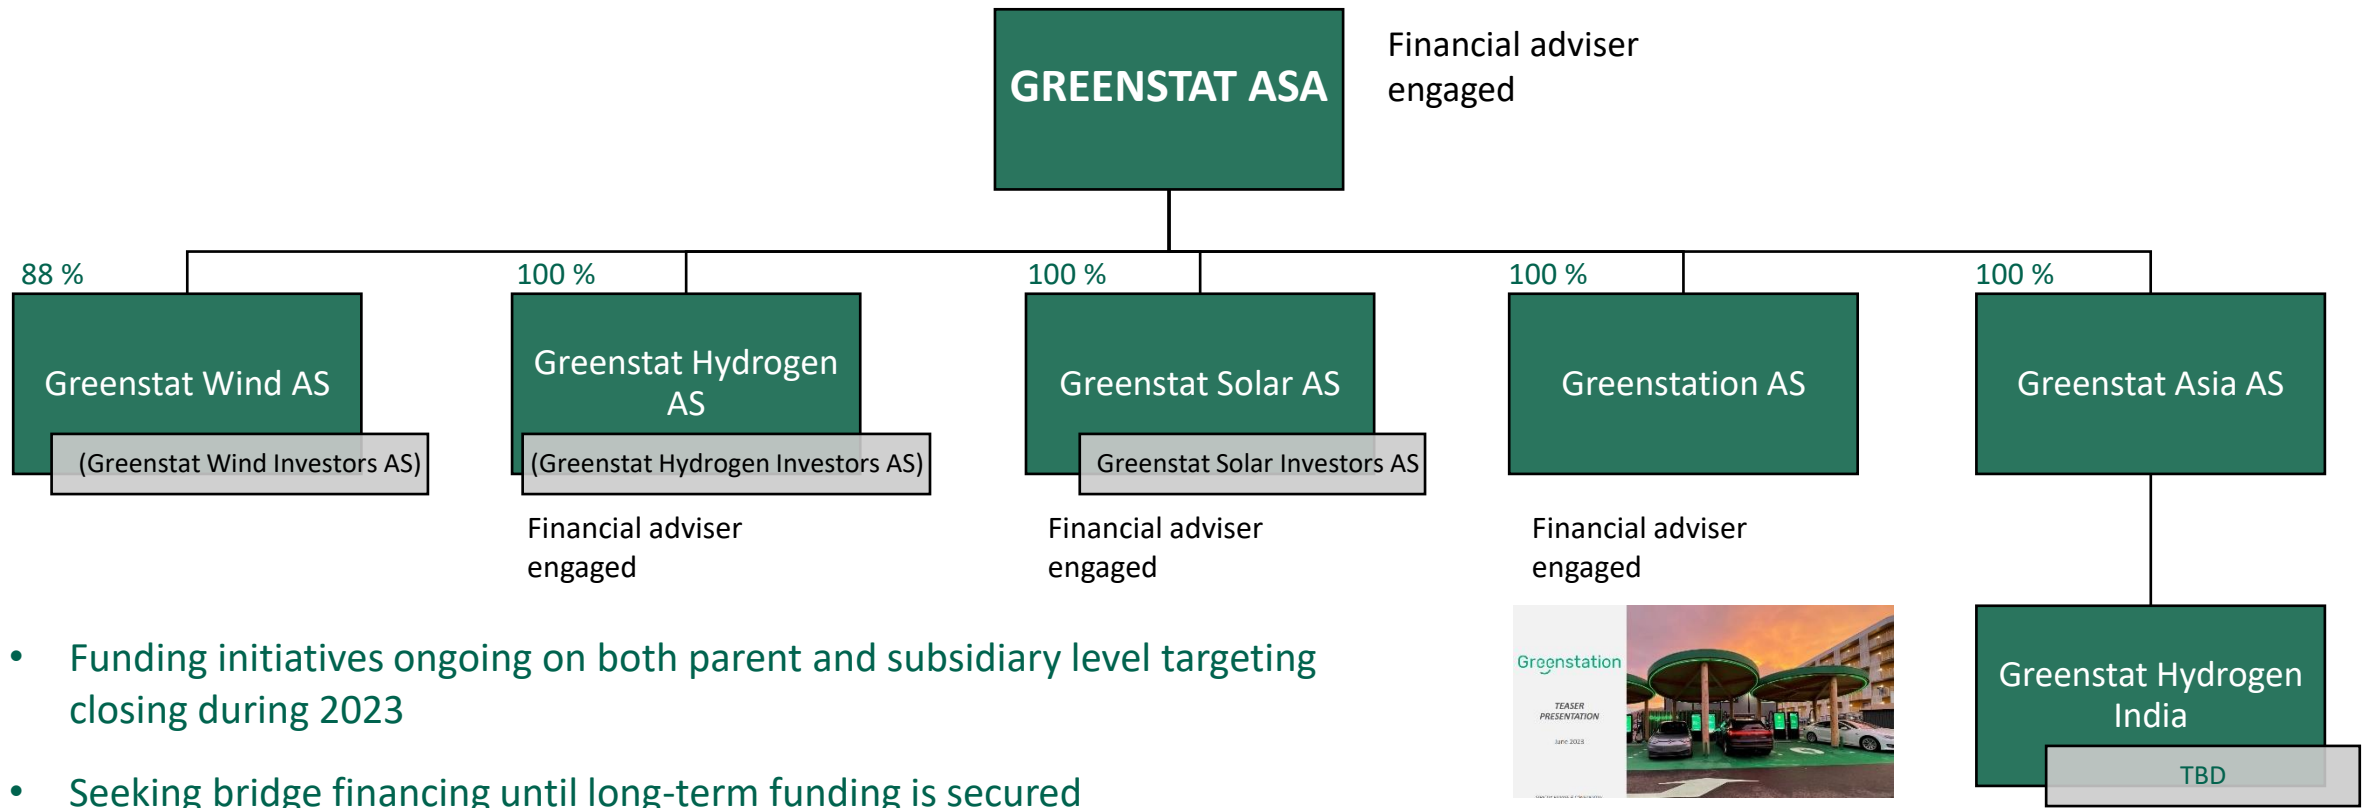 GREENSTAT ASA
Financial adviser
engaged
88 %
100 %
100 %
100 %
100 %
Greenstat Wind AS
(Greenstat Wind Investors AS)
Greenstat Hydrogen
AS
(Greenstat Hydrogen Investors AS)
Greenstat Solar AS
Greenstat Solar Investors AS
Greenstation AS
Greenstat Asia AS
Financial adviser
engaged
Financial adviser
engaged
Financial adviser
engaged
• Funding initiatives ongoing on both parent and subsidiary level targeting
closing during 2023
• Seeking bridge financing until long-term funding is secured
Greenstation
TEASER
PRESENTATION
June 2023
Greenstat Hydrogen
India
TBD